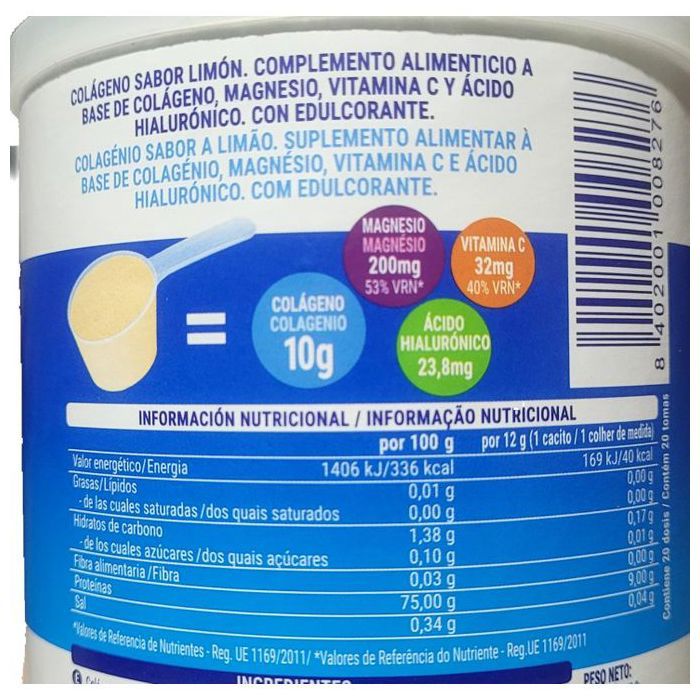 COLÁGENO SABOR LIMÓN. COMPLEMENTO ALIMENTICIO A
BASE DE COLÁGENO, MAGNESIO, VITAMINA C Y ÁCIDO
HIALURÓNICO. CON EDULCORANTE.
COLAGÉNIO SABOR A LIMÃO. SUPLEMENTO ALIMENTAR À
BASE DE COLAGÉNIO, MAGNÉSIO, VITAMINA C E ÁCIDO
HIALURÓNICO. COM EDULCORANTE.
8 402001 008276
=
COLÁGENO
COLAGENIO
10g
MAGNESIO
MAGNÉSIO
200mg
53% VRN*
VITAMINA C
32mg
40% VRN*
ÁCIDO
HIALURÓNICO
23,8mg
INFORMACIÓN NUTRICIONAL / INFORMAÇÃO NUTRICIONAL
por 100 g por 12 g (1 cacito / 1 colher de medida)
Valor energético/Energia 1406 kJ/336 kcal 169 kJ/40 kcal
Grasas/Lípidos 0,01 g 0,00 g
- de las cuales saturadas /dos quais saturados 0,00 g 0,00 g
Hidratos de carbono 1,38 g 0,17 g
- de los cuales azúcares /dos quais açúcares 0,10 g 0,01 g
Fibra alimentaria /Fibra 0,03 g 0,00 g
Proteínas 75,00 g 9,00 g
Sal 0,34 g 0,04 g
*Valores de Referencia de Nutrientes - Reg. UE 1169/2011/ *Valores de Referência do Nutriente - Reg.UE 1169/2011
Contiene 20 dosis / Contém 20 tomas
INGREDIENTES
PESO NETO: